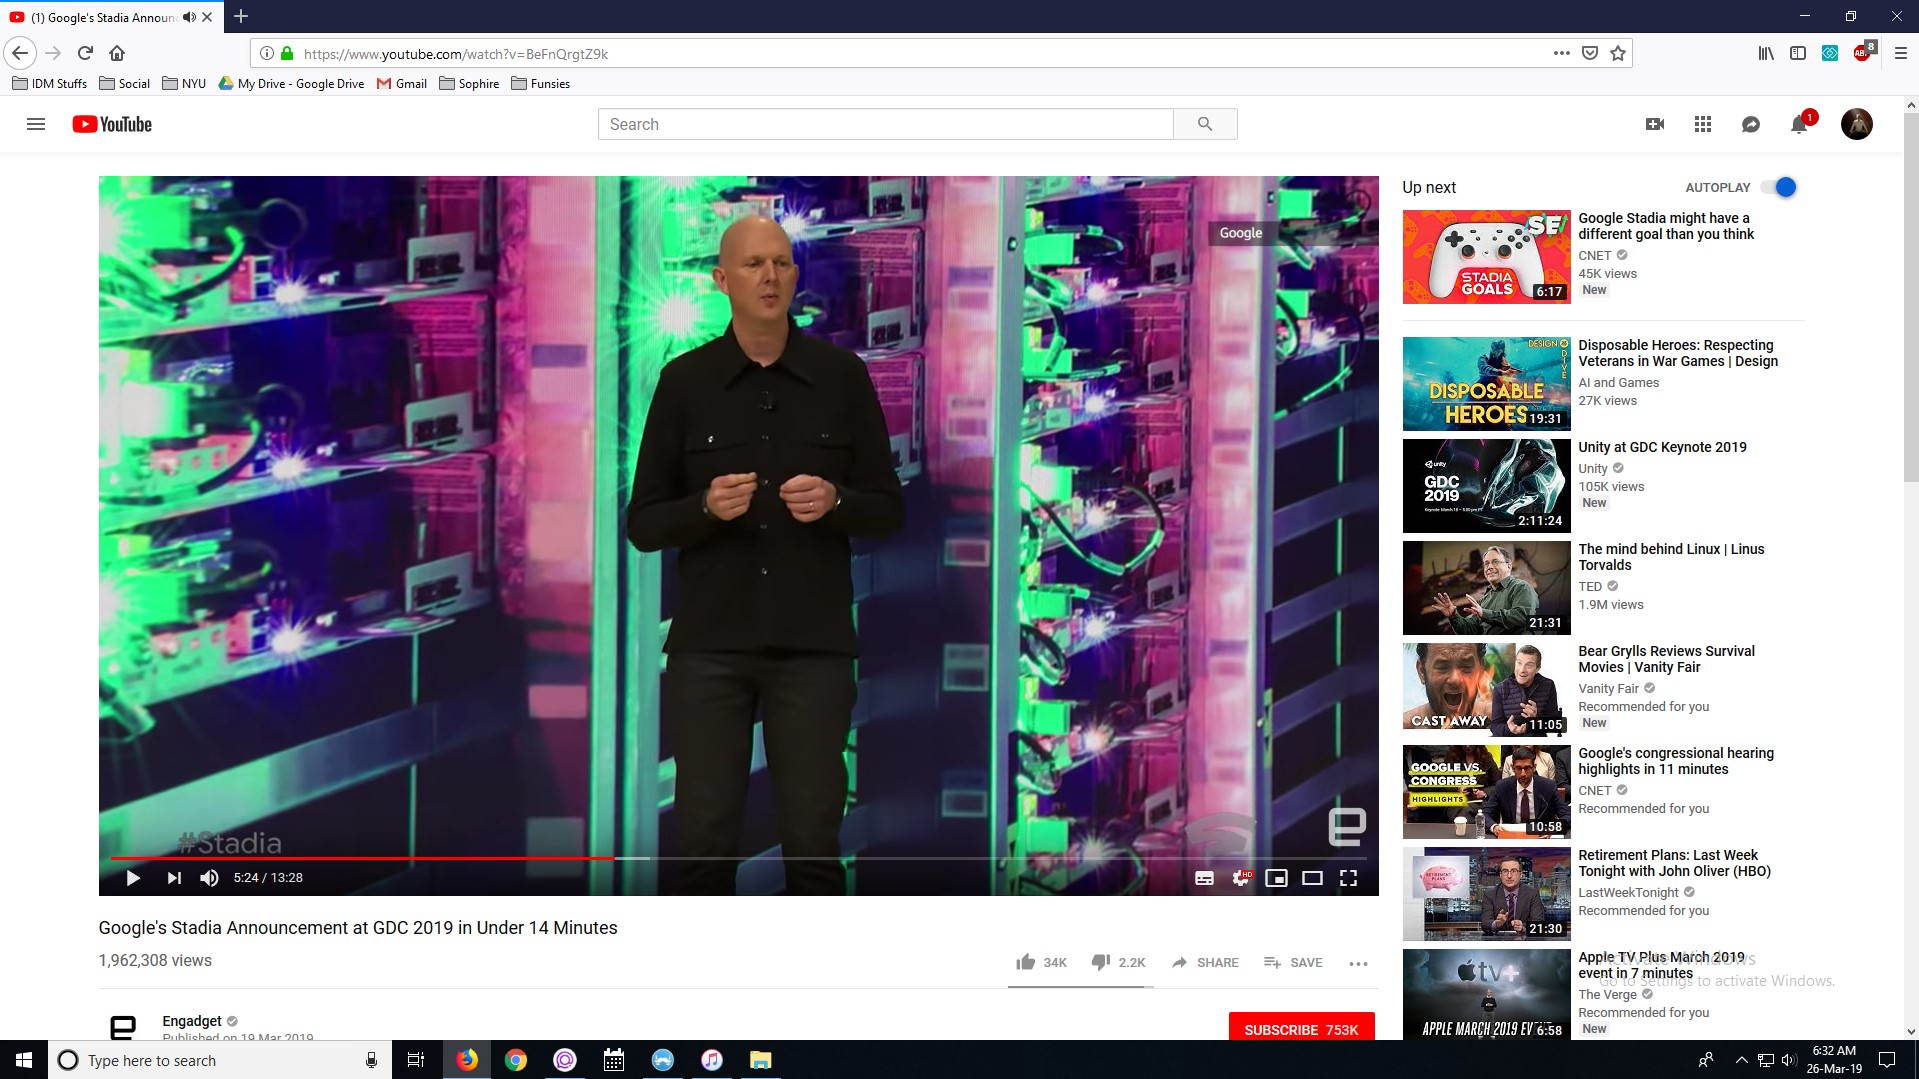 (1) Google's Stadia Announ
https://www.youtube.com/watch?v=BeFnQrgtZ9k
8
IDM Stuffs
Social
NYU
My Drive - Google Drive
Gmail
Sophire
Funsies
YouTube
Search
1
Google
#Stadia
5:24 / 13:28
HD
Google's Stadia Announcement at GDC 2019 in Under 14 Minutes
1,962,308 views
34K
2.2K
SHARE
SAVE
Engadget
Published on 19 Mar 2019
SUBSCRIBE 753K
Up next
AUTOPLAY
SE
STADIA
GOALS
6:17
Google Stadia might have a
different goal than you think
CNET
45K views
New
DESIGN
DIVE
DISPOSABLE
HEROES
19:31
Disposable Heroes: Respecting
Veterans in War Games | Design
AI and Games
27K views
unity
GDC
2019
2:11:24
Unity at GDC Keynote 2019
Unity
105K views
New
21:31
The mind behind Linux | Linus
Torvalds
TED
1.9M views
CAST AWAY
11:05
Bear Grylls Reviews Survival
Movies | Vanity Fair
Vanity Fair
Recommended for you
New
GOOGLE VS.
CONGRESS
HIGHLIGHTS
10:58
Google's congressional hearing
highlights in 11 minutes
CNET
Recommended for you
RETIREMENT
PLANS
21:30
Retirement Plans: Last Week
Tonight with John Oliver (HBO)
LastWeekTonight
Recommended for you
tv+
APPLE MARCH 2019
6:58
Apple TV Plus March 2019
event in 7 minutes
The Verge
Recommended for you
New
Activate Windows
Go to Settings to activate Windows.
Type here to search
6:32 AM
26-Mar-19